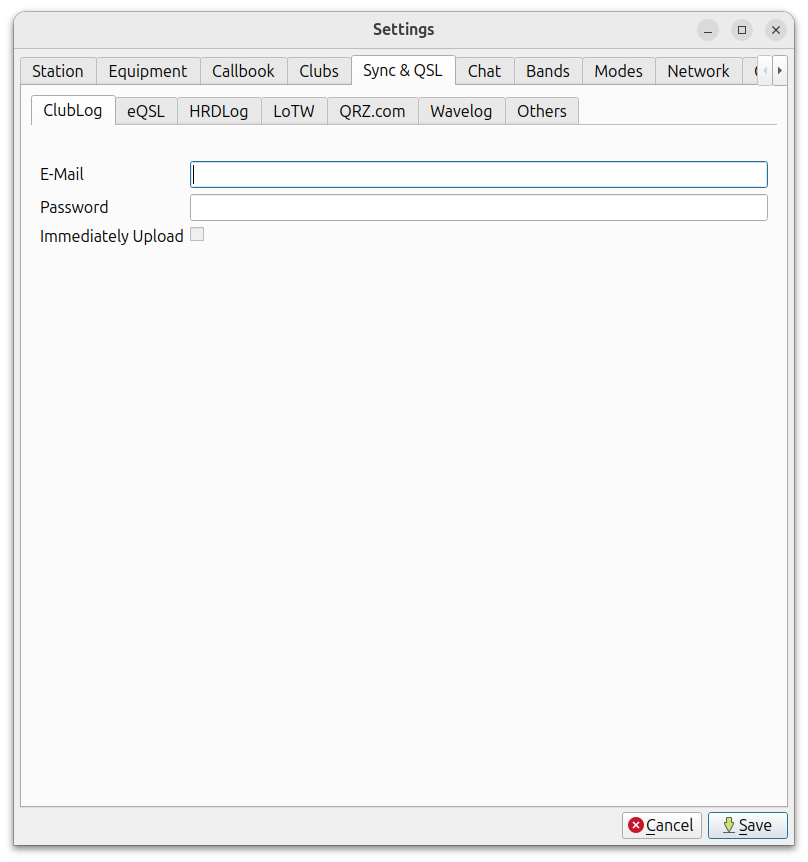 Settings
Station Equipment Callbook Clubs Sync & QSL Chat Bands Modes Network
ClubLog eQSL HRDLog LoTW QRZ.com Wavelog Others
E-Mail
Password
Immediately Upload
Cancel Save